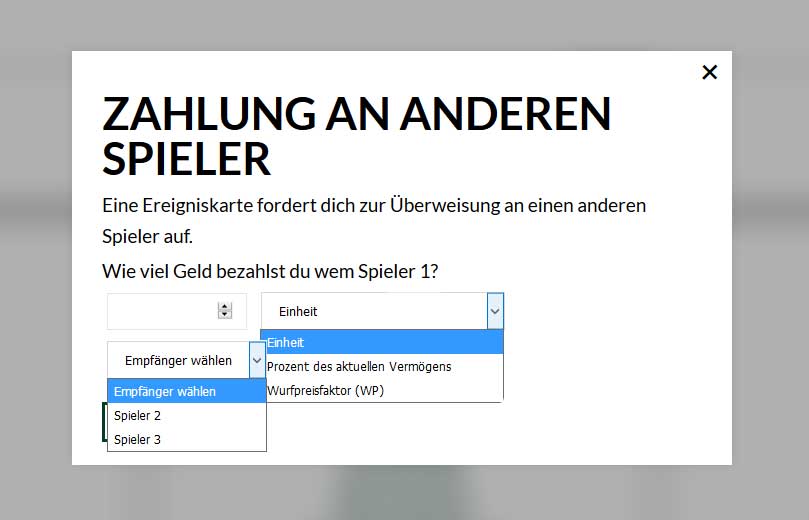 ZAHLUNG AN ANDEREN
SPIELER
Eine Ereigniskarte fordert dich zur Überweisung an einen anderen
Spieler auf.
Wie viel Geld bezahlst du wem Spieler 1?
Einheit
Einheit
Prozent des aktuellen Vermögens
Wurfpreisfaktor (WP)
Empfänger wählen
Empfänger wählen
Spieler 2
Spieler 3